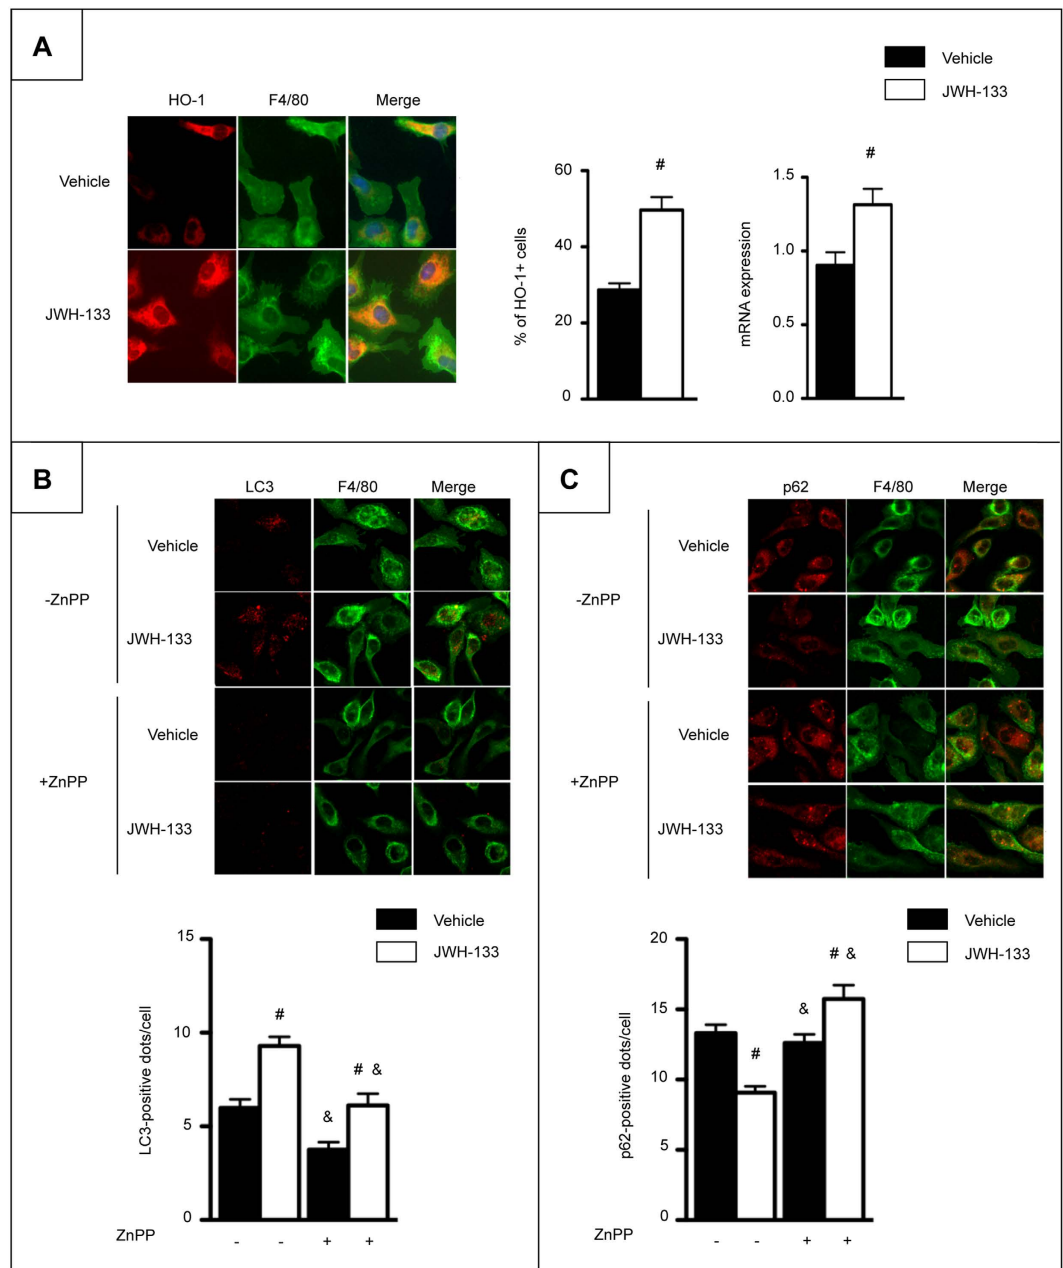 A
Vehicle
JWH-133
HO-1 F4/80 Merge
Vehicle
JWH-133
% of HO-1+ cells
60
40
20
0
#
mRNA expression
1.5
1.0
0.5
0.0
#
B
LC3 F4/80 Merge
-ZnPP
Vehicle
JWH-133
+ZnPP
Vehicle
JWH-133
Vehicle
JWH-133
LC3-positive dots/cell
15
10
5
0
#
&
# &
ZnPP - - + +
C
p62 F4/80 Merge
-ZnPP
Vehicle
JWH-133
+ZnPP
Vehicle
JWH-133
Vehicle
JWH-133
p62-positive dots/cell
20
15
10
5
0
#
&
# &
ZnPP - - + +